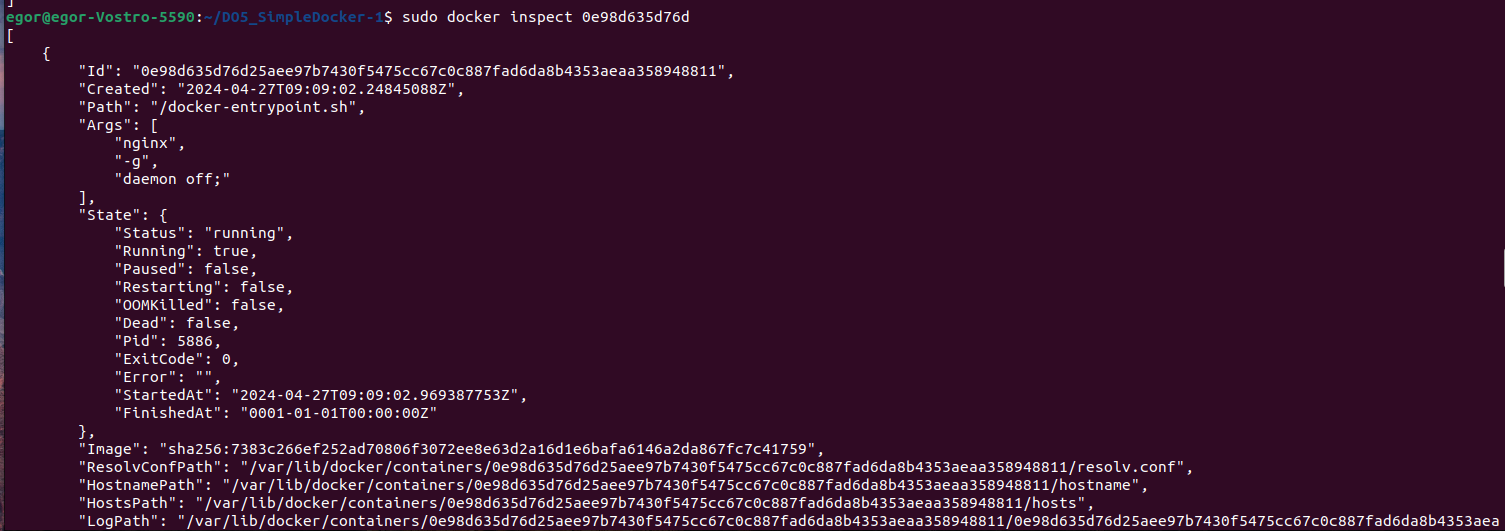 ]
egor@egor-Vostro-5590:~/DO5_SimpleDocker-1$ sudo docker inspect 0e98d635d76d
[
    {
        "Id": "0e98d635d76d25aee97b7430f5475cc67c0c887fad6da8b4353aeaa358948811",
        "Created": "2024-04-27T09:09:02.24845088Z",
        "Path": "/docker-entrypoint.sh",
        "Args": [
            "nginx",
            "-g",
            "daemon off;"
        ],
        "State": {
            "Status": "running",
            "Running": true,
            "Paused": false,
            "Restarting": false,
            "OOMKilled": false,
            "Dead": false,
            "Pid": 5886,
            "ExitCode": 0,
            "Error": "",
            "StartedAt": "2024-04-27T09:09:02.969387753Z",
            "FinishedAt": "0001-01-01T00:00:00Z"
        },
        "Image": "sha256:7383c266ef252ad70806f3072ee8e63d2a16d1e6bafa6146a2da867fc7c41759",
        "ResolvConfPath": "/var/lib/docker/containers/0e98d635d76d25aee97b7430f5475cc67c0c887fad6da8b4353aeaa358948811/resolv.conf",
        "HostnamePath": "/var/lib/docker/containers/0e98d635d76d25aee97b7430f5475cc67c0c887fad6da8b4353aeaa358948811/hostname",
        "HostsPath": "/var/lib/docker/containers/0e98d635d76d25aee97b7430f5475cc67c0c887fad6da8b4353aeaa358948811/hosts",
        "LogPath": "/var/lib/docker/containers/0e98d635d76d25aee97b7430f5475cc67c0c887fad6da8b4353aeaa358948811/0e98d635d76d25aee97b7430f5475cc67c0c887fad6da8b4353aeaa